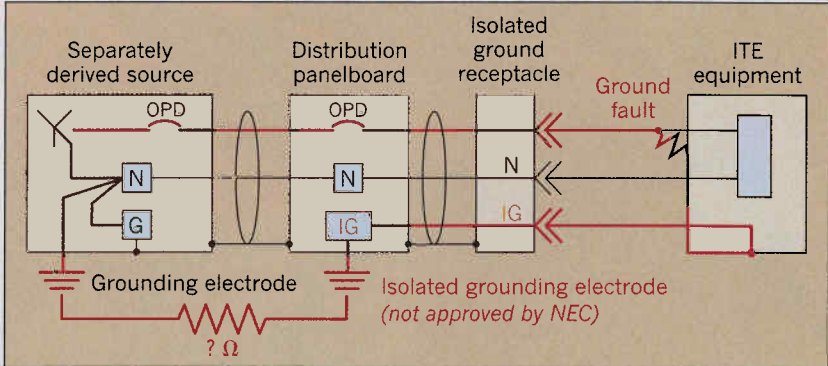 Separately
derived source
Distribution
panelboard
Isolated
ground
receptacle
ITE
equipment
Ground
fault
OPD
OPD
N
N
N
G
IG
IG
Grounding electrode
Isolated grounding electrode
(not approved by NEC)
? Ω